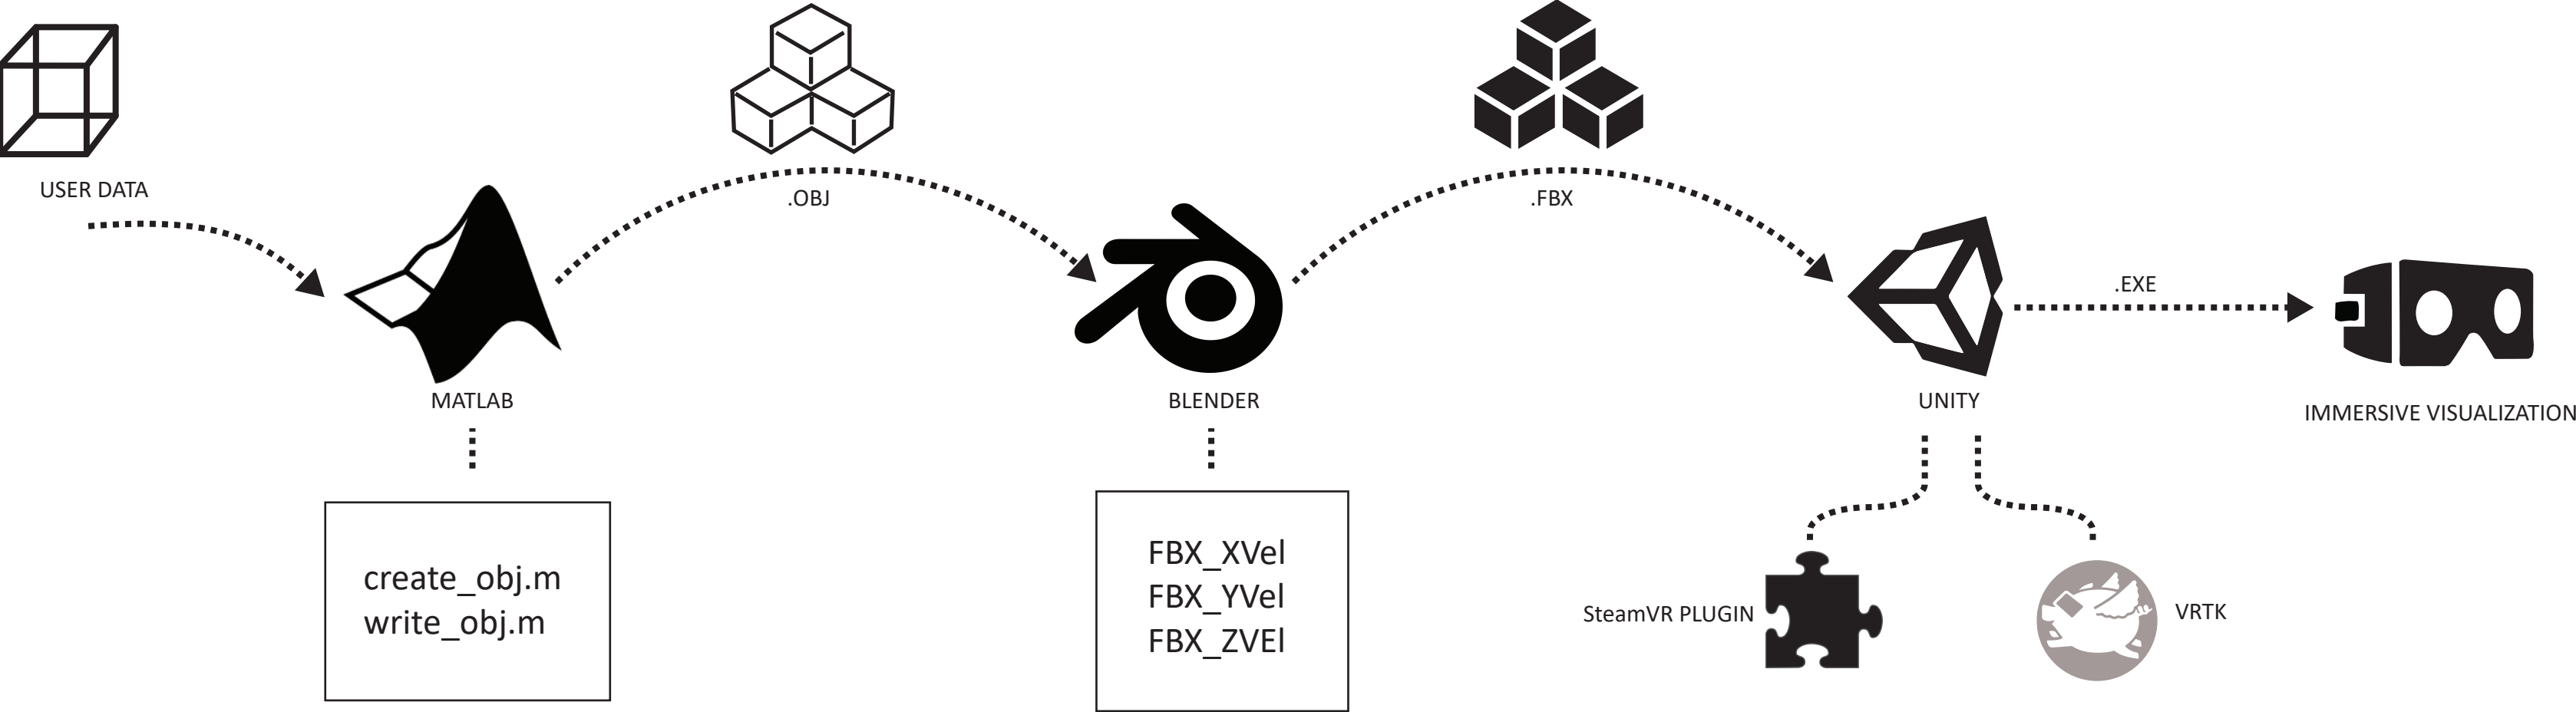 USER DATA
.OBJ
.FBX
.EXE
MATLAB
BLENDER
UNITY
IMMERSIVE VISUALIZATION
create_obj.m
write_obj.m
FBX_XVel
FBX_YVel
FBX_ZVEl
SteamVR PLUGIN
VRTK